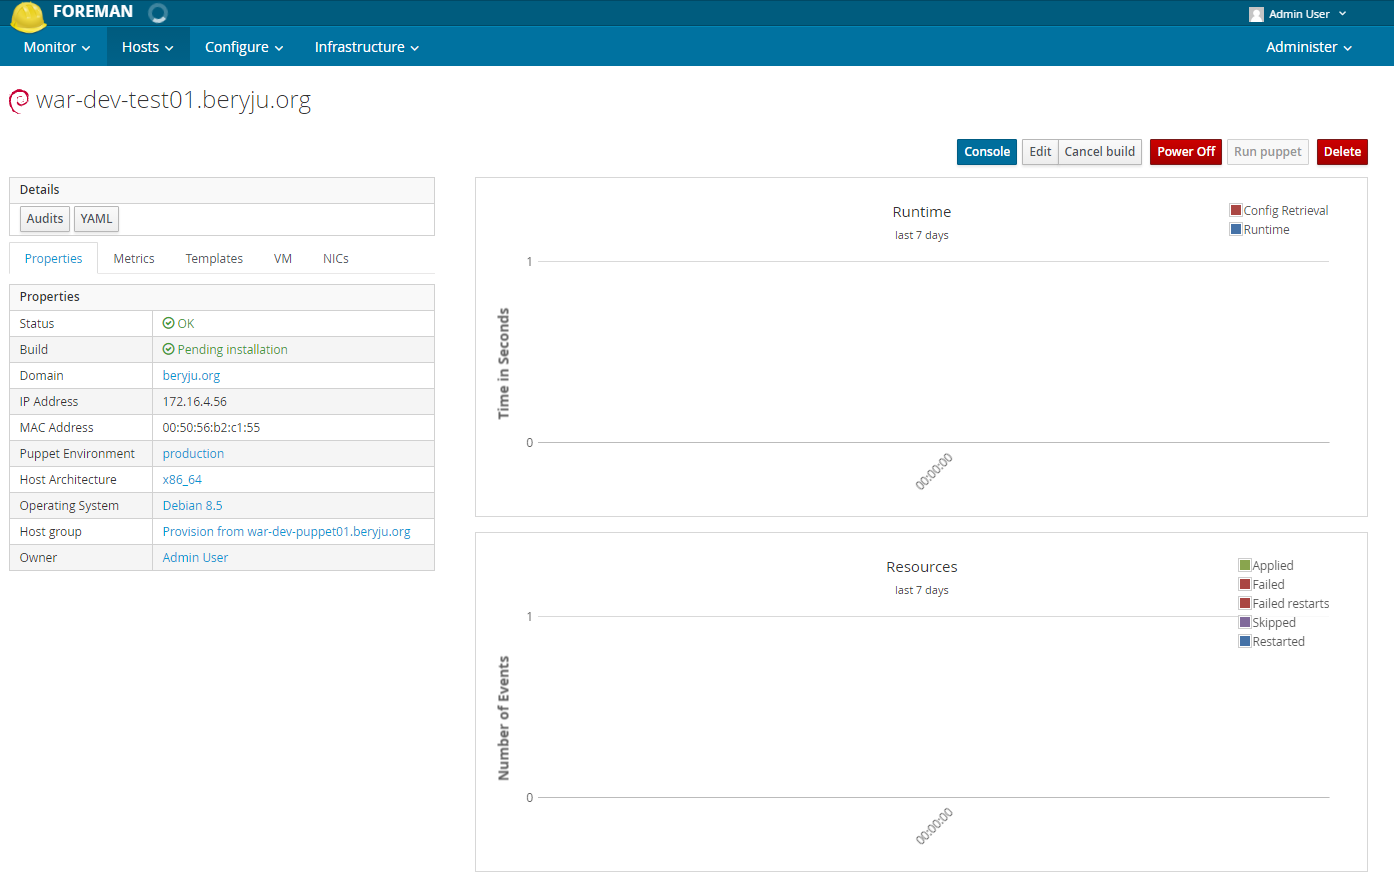 FOREMAN
Admin User
Monitor
Hosts
Configure
Infrastructure
Administer
war-dev-test01.beryju.org
Console
Edit
Cancel build
Power Off
Run puppet
Delete
Details
Audits
YAML
Properties
Metrics
Templates
VM
NICs
Properties
Status OK
Build Pending installation
Domain beryju.org
IP Address 172.16.4.56
MAC Address 00:50:56:b2:c1:55
Puppet Environment production
Host Architecture x86_64
Operating System Debian 8.5
Host group Provision from war-dev-puppet01.beryju.org
Owner Admin User
Runtime
last 7 days
Config Retrieval
Runtime
1
Time in Seconds
0
00:00:00
Resources
last 7 days
Applied
Failed
Failed restarts
Skipped
Restarted
1
Number of Events
0
00:00:00